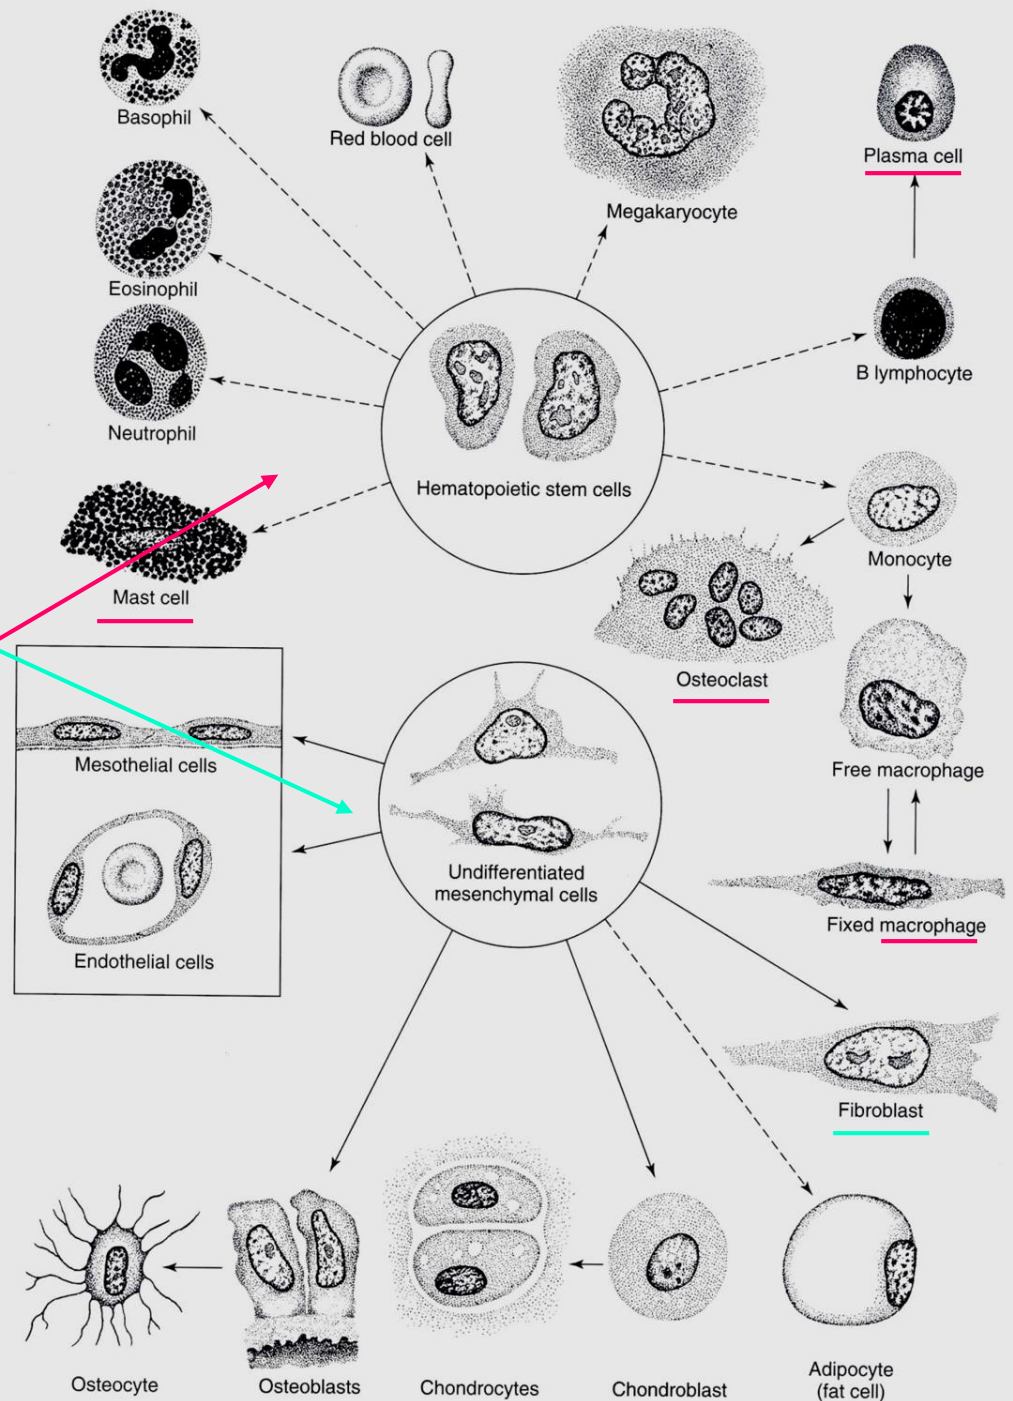 Basophil
Red blood cell
Megakaryocyte
Plasma cell
Eosinophil
B lymphocyte
Neutrophil
Hematopoietic stem cells
Monocyte
Mast cell
Osteoclast
Mesothelial cells
Free macrophage
Undifferentiated
mesenchymal cells
Fixed macrophage
Endothelial cells
Fibroblast
Osteocyte
Osteoblasts
Chondrocytes
Chondroblast
Adipocyte
(fat cell)